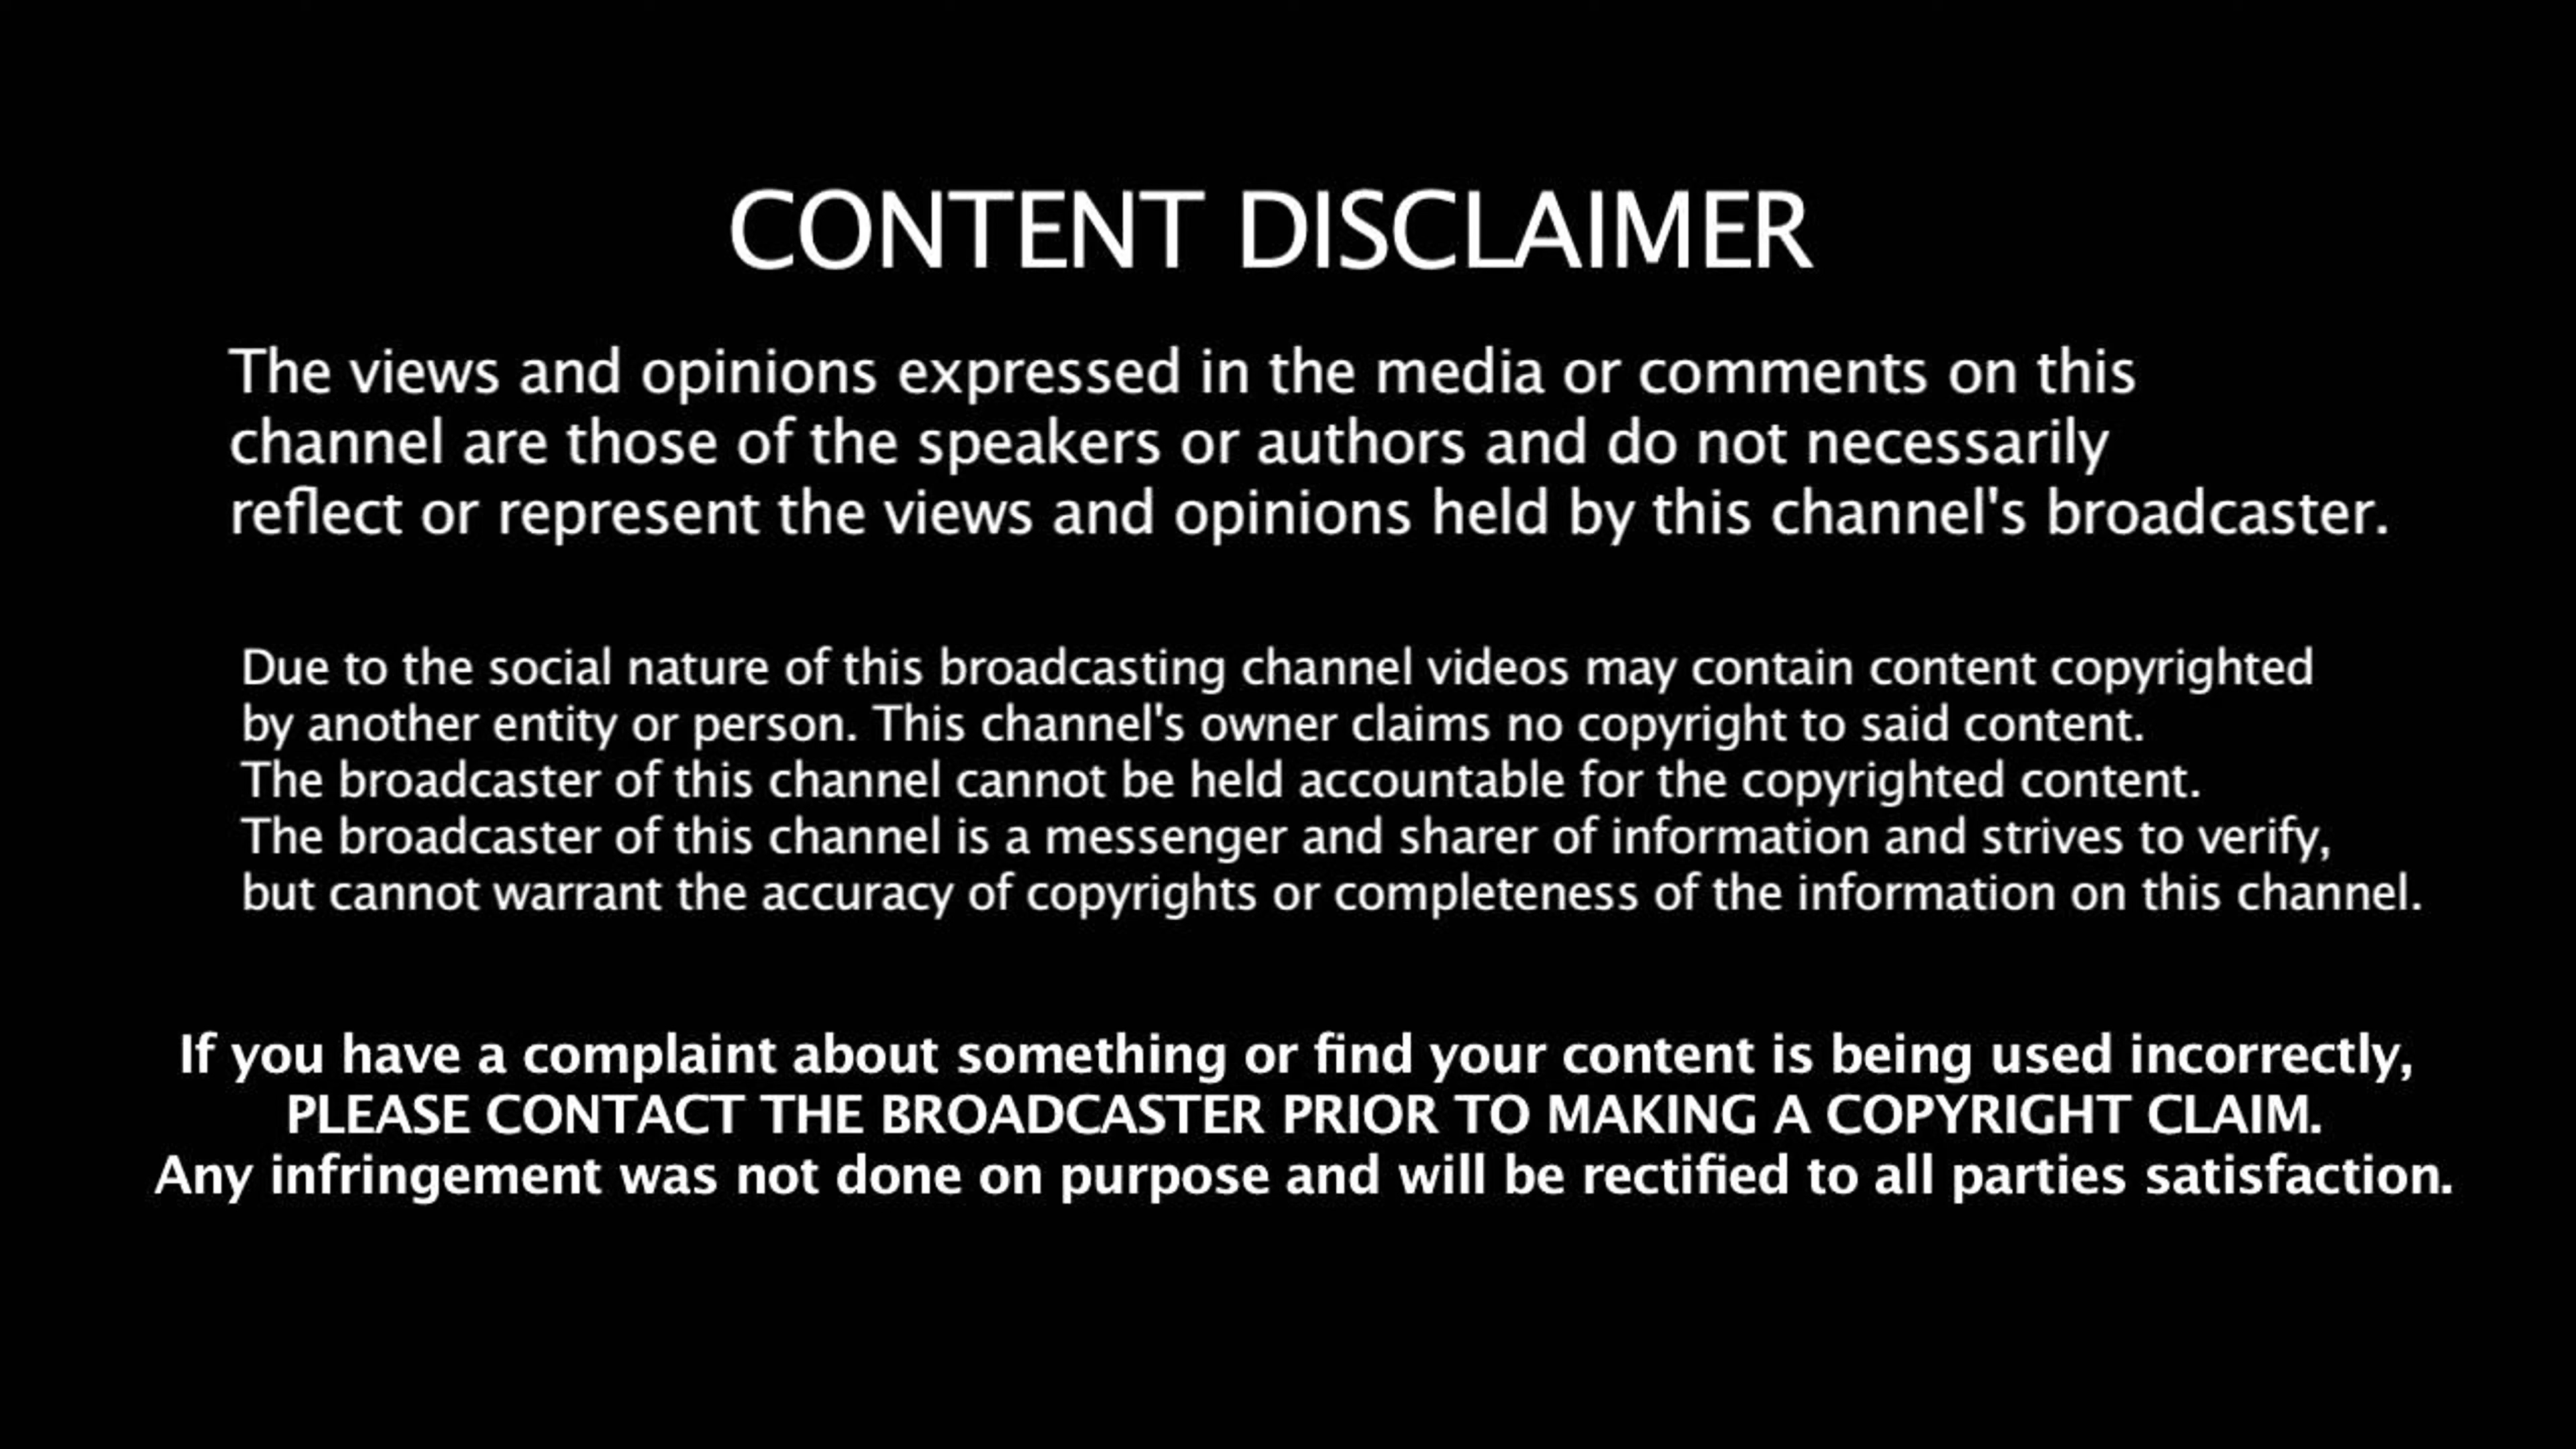 CONTENT DISCLAIMER
The views and opinions expressed in the media or comments on this
channel are those of the speakers or authors and do not necessarily
reflect or represent the views and opinions held by this channel's broadcaster.
Due to the social nature of this broadcasting channel videos may contain content copyrighted
by another entity or person. This channel's owner claims no copyright to said content.
The broadcaster of this channel cannot be held accountable for the copyrighted content.
The broadcaster of this channel is a messenger and sharer of information and strives to verify,
but cannot warrant the accuracy of copyrights or completeness of the information on this channel.
If you have a complaint about something or find your content is being used incorrectly,
PLEASE CONTACT THE BROADCASTER PRIOR TO MAKING A COPYRIGHT CLAIM.
Any infringement was not done on purpose and will be rectified to all parties satisfaction.